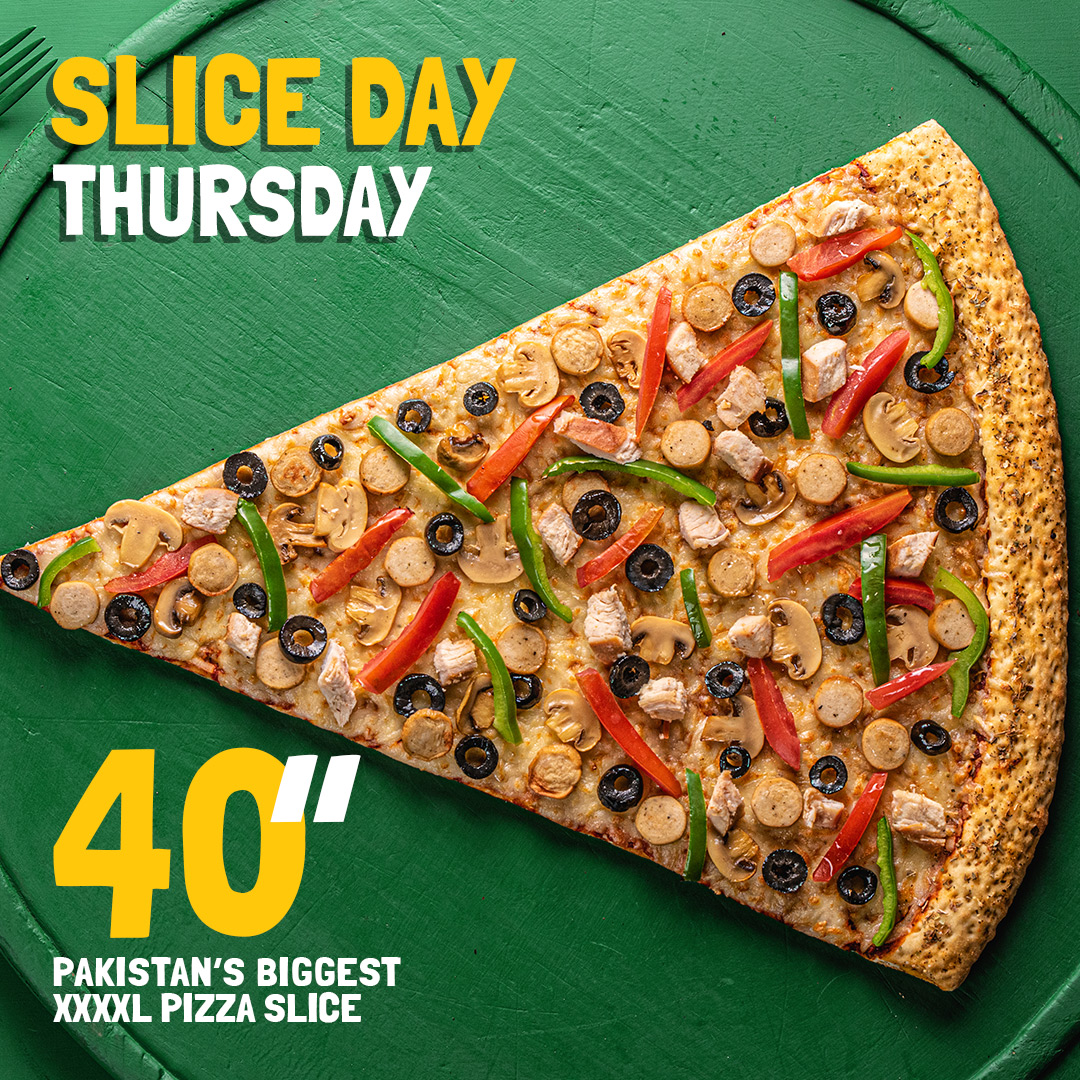 SLICE DAY
THURSDAY
40"
PAKISTAN'S BIGGEST
XXXXL PIZZA SLICE